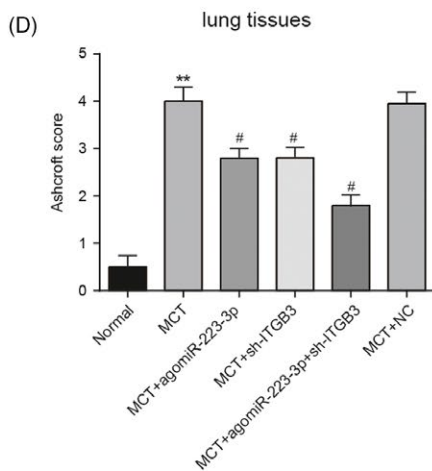 (D)
lung tissues
Ashcroft score
5
4
3
2
1
0
**
#
#
#
Normal
MCT
MCT+agomiR-223-3p
MCT+sh-ITGB3
MCT+agomiR-223-3p+sh-ITGB3
MCT+NC